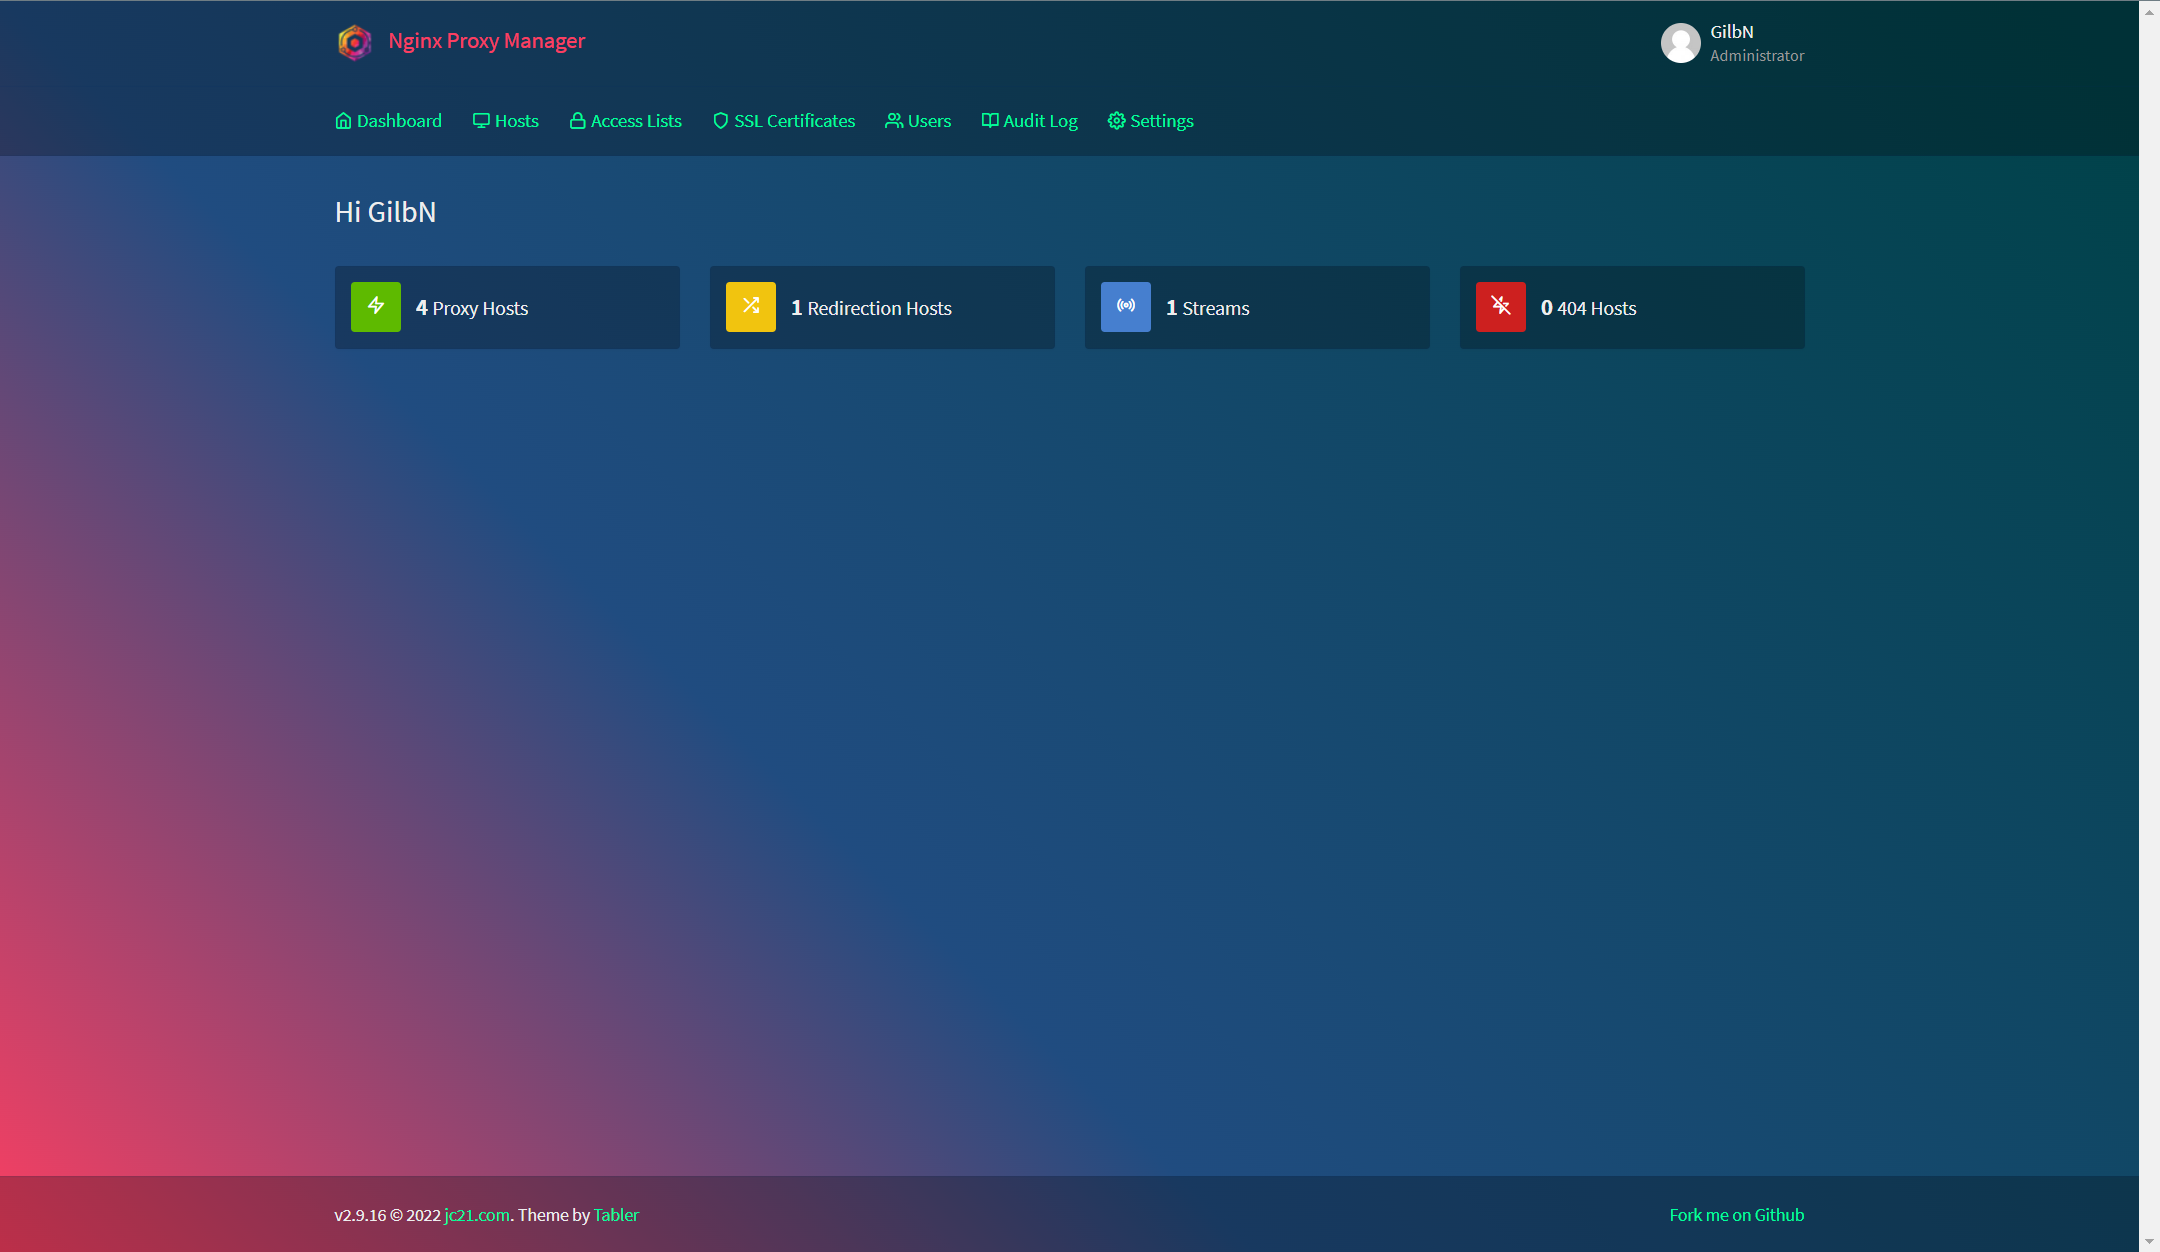 Nginx Proxy Manager
GilbN
Administrator
Dashboard Hosts Access Lists SSL Certificates Users Audit Log Settings
Hi GilbN
4 Proxy Hosts 1 Redirection Hosts 1 Streams 0 404 Hosts
v2.9.16 © 2022 jc21.com. Theme by Tabler Fork me on Github